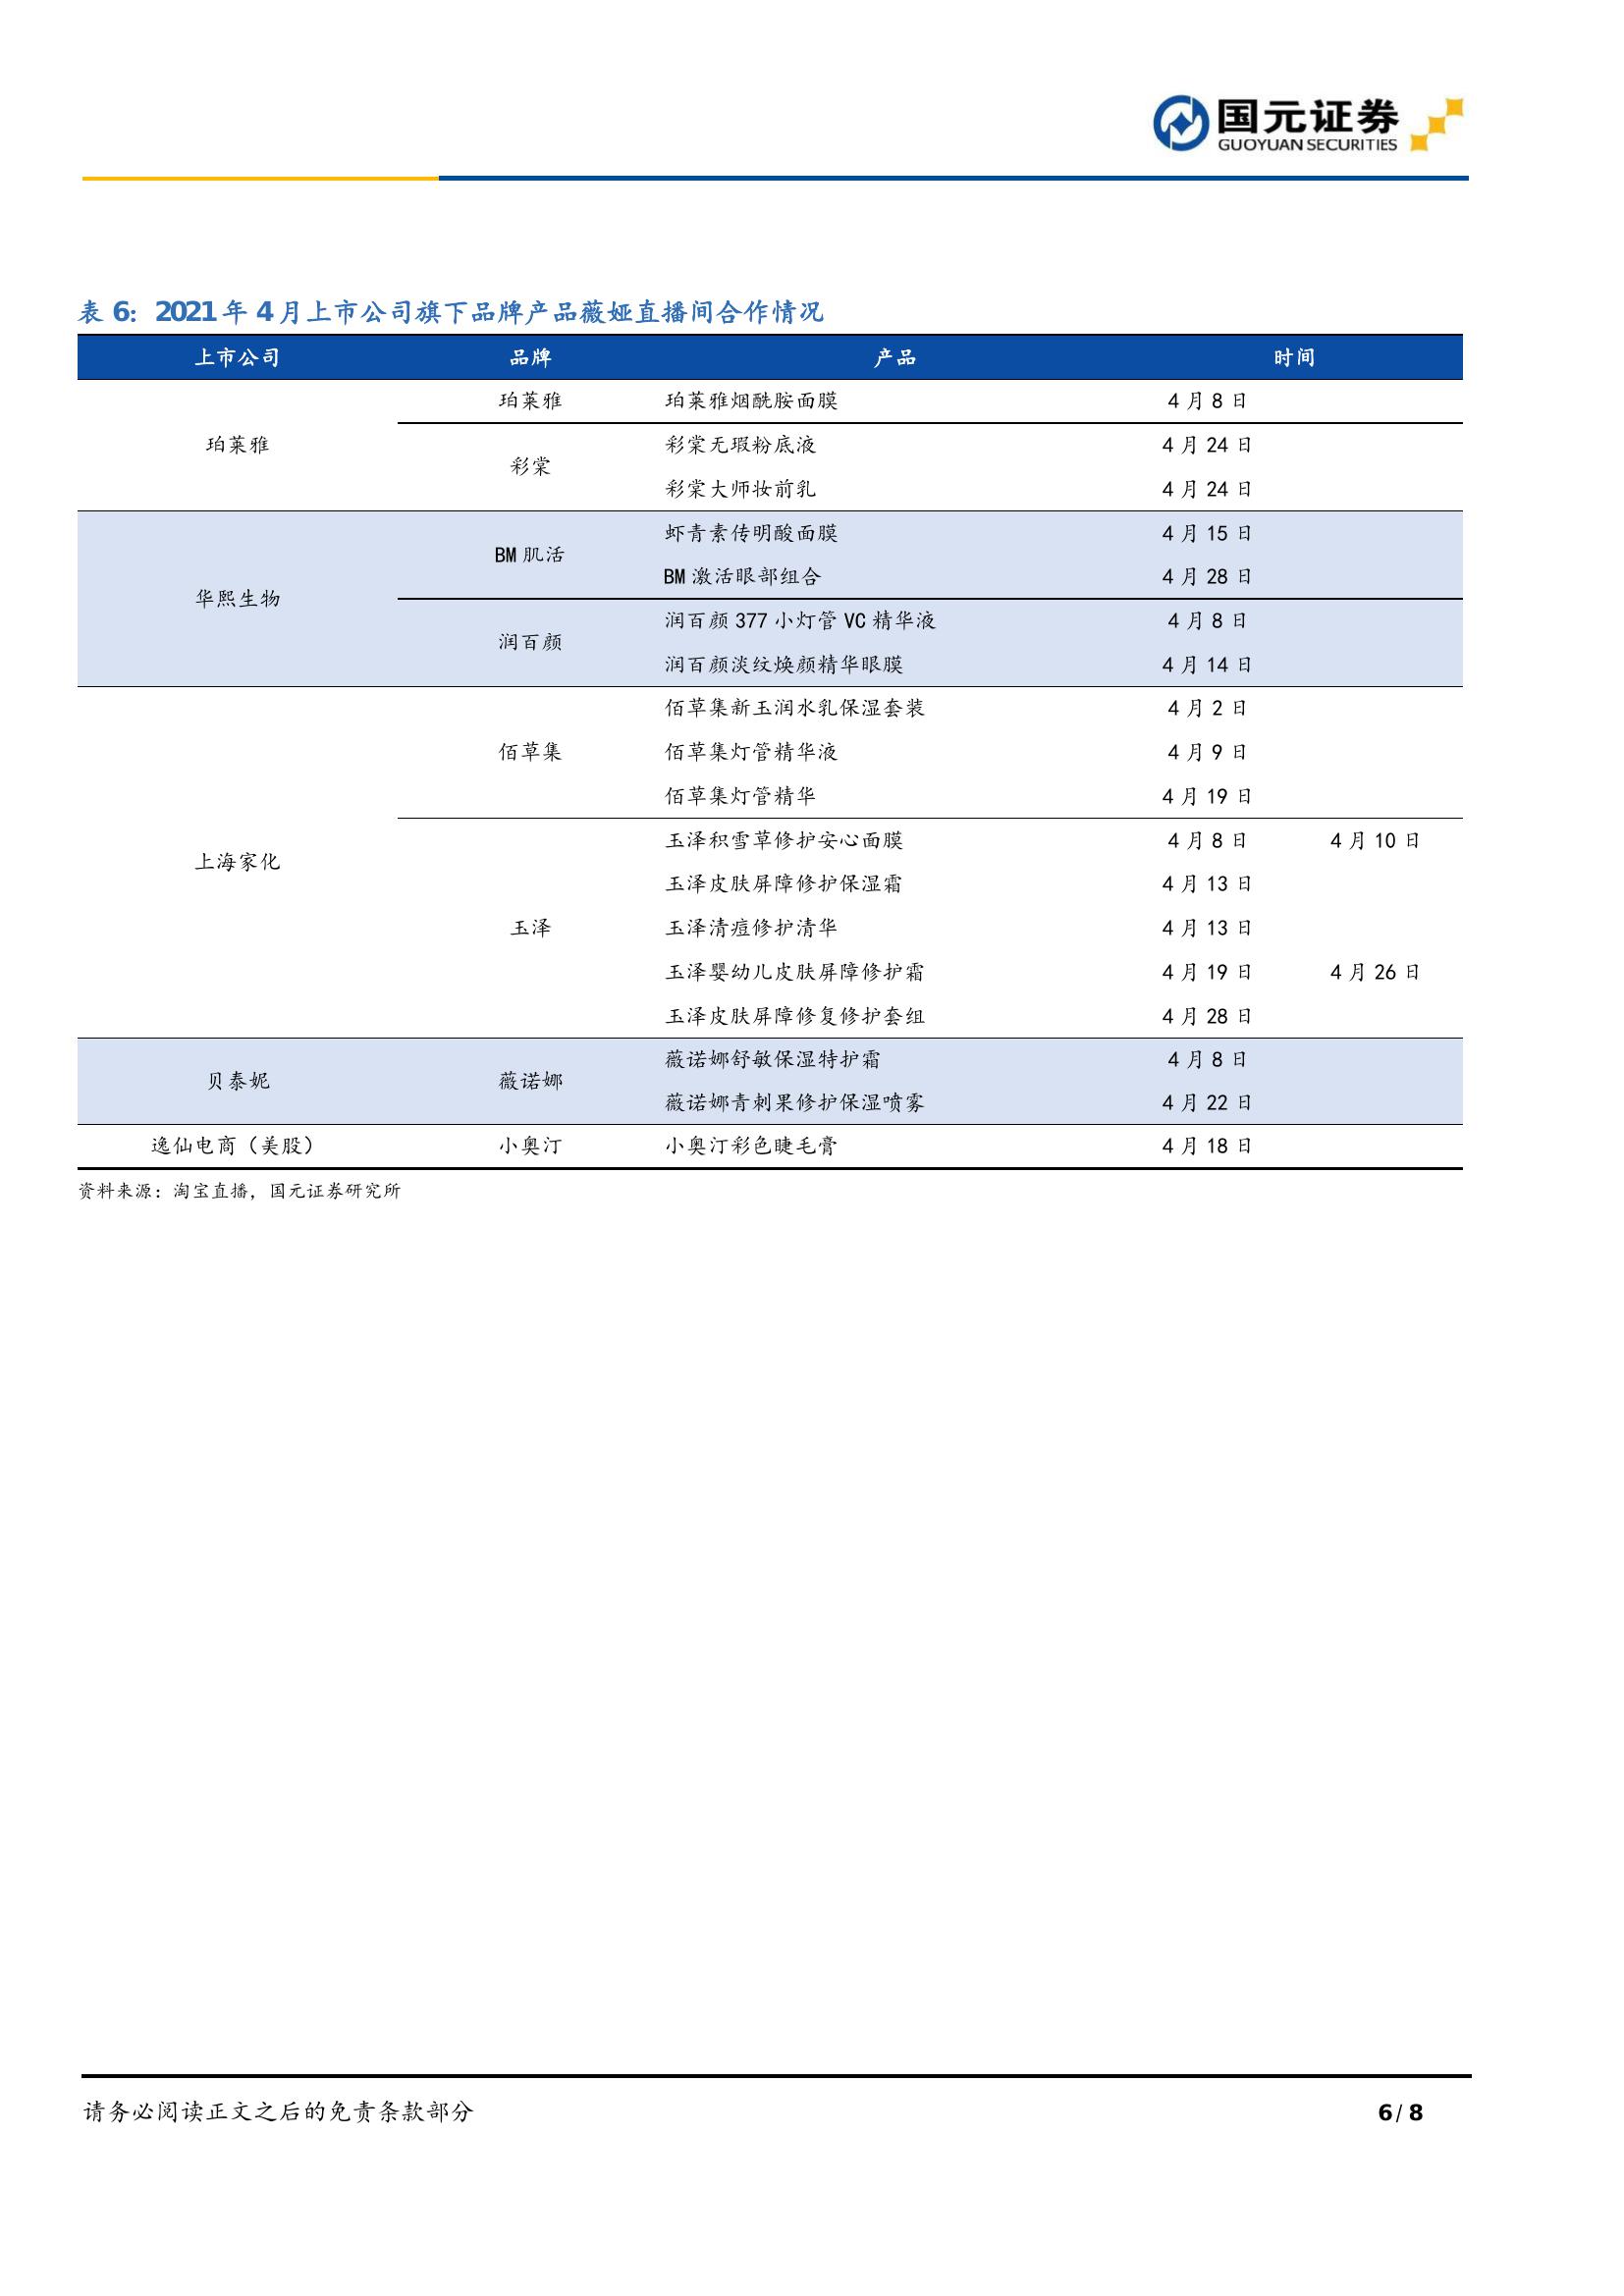 国元证券
GUOYUAN SECURITIES
表 6：2021 年 4 月上市公司旗下品牌产品薇娅直播间合作情况
上市公司 品牌 产品 时间
珀莱雅 珀莱雅 珀莱雅烟酰胺面膜 4 月 8 日
彩棠 彩棠无瑕粉底液 4 月 24 日
彩棠大师妆前乳 4 月 24 日
华熙生物 BM 肌活 虾青素传明酸面膜 4 月 15 日
BM 激活眼部组合 4 月 28 日
润百颜 润百颜 377 小灯管 VC 精华液 4 月 8 日
润百颜淡纹焕颜精华眼膜 4 月 14 日
上海家化 佰草集 佰草集新玉润水乳保湿套装 4 月 2 日
佰草集灯管精华液 4 月 9 日
佰草集灯管精华 4 月 19 日
玉泽 玉泽积雪草修护安心面膜 4 月 8 日 4 月 10 日
玉泽皮肤屏障修护保湿霜 4 月 13 日
玉泽清痘修护清华 4 月 13 日
玉泽婴幼儿皮肤屏障修护霜 4 月 19 日 4 月 26 日
玉泽皮肤屏障修复修护套组 4 月 28 日
贝泰妮 薇诺娜 薇诺娜舒敏保湿特护霜 4 月 8 日
薇诺娜青刺果修护保湿喷雾 4 月 22 日
逸仙电商（美股） 小奥汀 小奥汀彩色睫毛膏 4 月 18 日
资料来源：淘宝直播，国元证券研究所
请务必阅读正文之后的免责条款部分 6 / 8